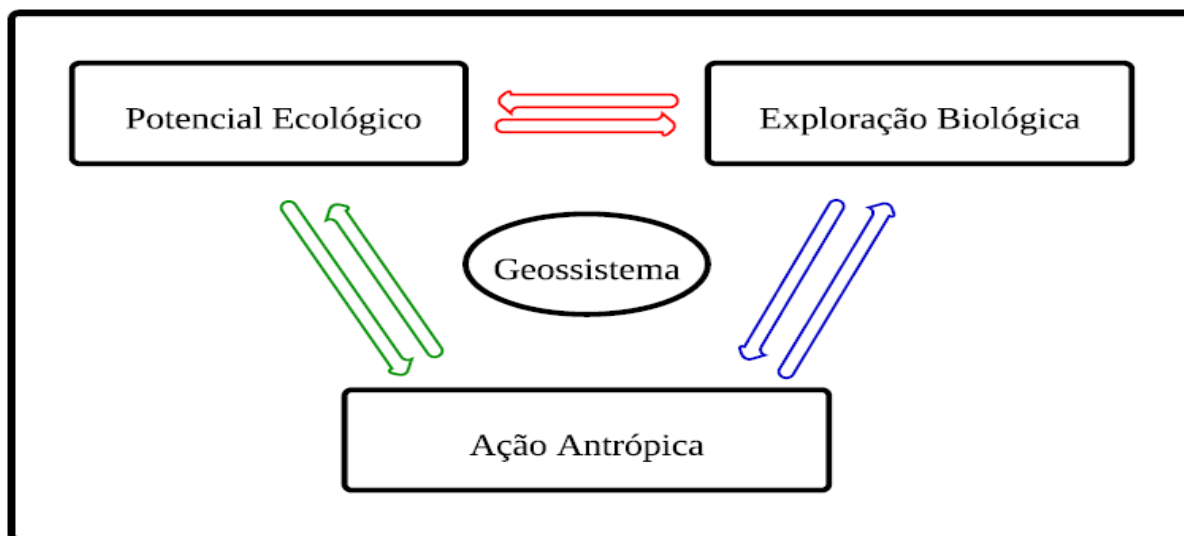 Potencial Ecológico
Exploração Biológica
Geossistema
Ação Antrópica